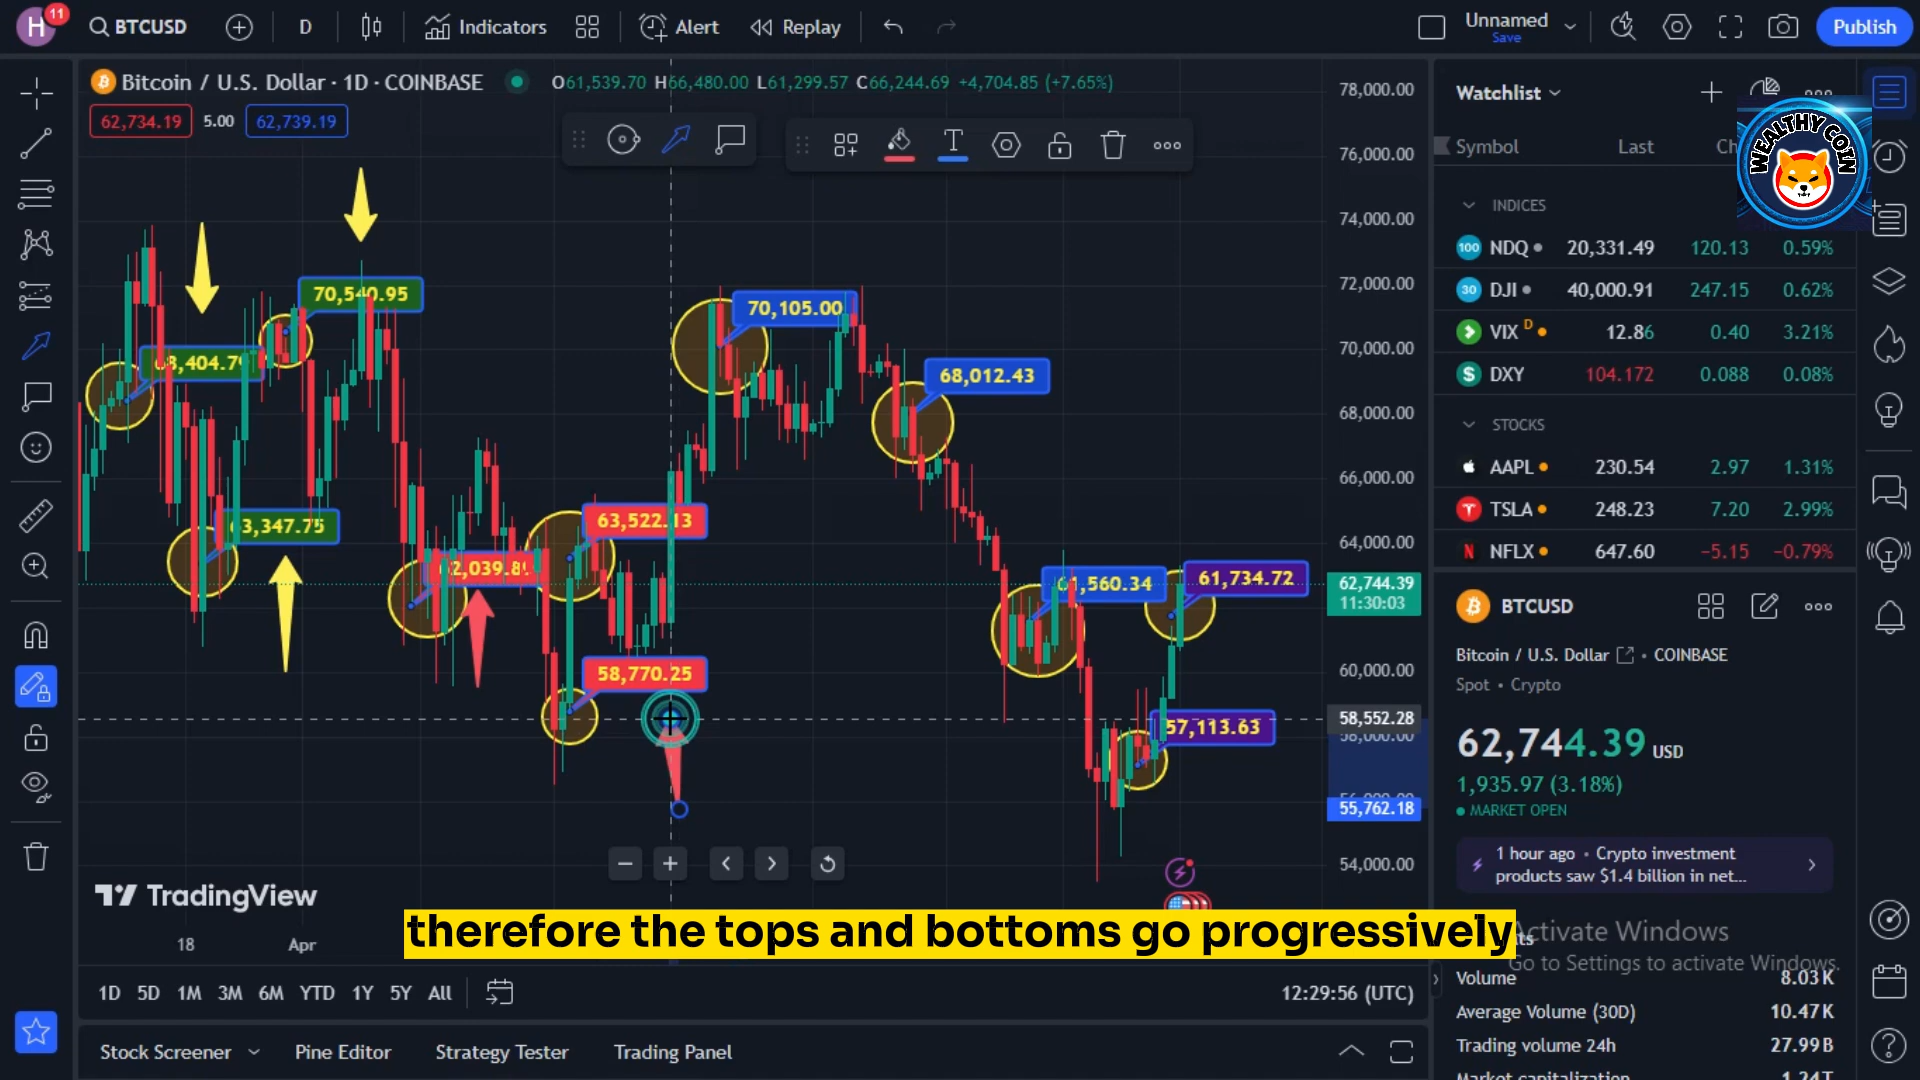 H 11 BTCUSD D Indicators Alert Replay Unnamed Save Publish
Bitcoin / U.S. Dollar · 1D · COINBASE O61,539.70 H66,480.00 L61,299.57 C66,244.69 +4,704.85 (+7.65%)
62,734.19 5.00 62,739.19
78,000.00
76,000.00
74,000.00
72,000.00
70,000.00
68,000.00
66,000.00
64,000.00
62,744.39
11:30:03
60,000.00
58,552.28
58,000.00
55,762.18
54,000.00
70,540.95
70,105.00
68,012.43
63,347.75
63,522.13
61,734.72
58,770.25
57,113.63
TradingView
18 Apr
therefore the tops and bottoms go progressively
1D 5D 1M 3M 6M YTD 1Y 5Y All 12:29:56 (UTC)
Stock Screener Pine Editor Strategy Tester Trading Panel
Watchlist
WEALTHY COIN
Symbol Last
INDICES
100 NDQ 20,331.49 120.13 0.59%
30 DJI 40,000.91 247.15 0.62%
VIX D 12.86 0.40 3.21%
$ DXY 104.172 0.088 0.08%
STOCKS
AAPL 230.54 2.97 1.31%
TSLA 248.23 7.20 2.99%
N NFLX 647.60 −5.15 −0.79%
BTCUSD
Bitcoin / U.S. Dollar • COINBASE
Spot • Crypto
62,744.39 USD
1,935.97 (3.18%)
MARKET OPEN
1 hour ago • Crypto investment
products saw $1.4 billion in net...
Activate Windows
Go to Settings to activate Windows.
Volume 8.03K
Average Volume (30D) 10.47K
Trading volume 24h 27.99B